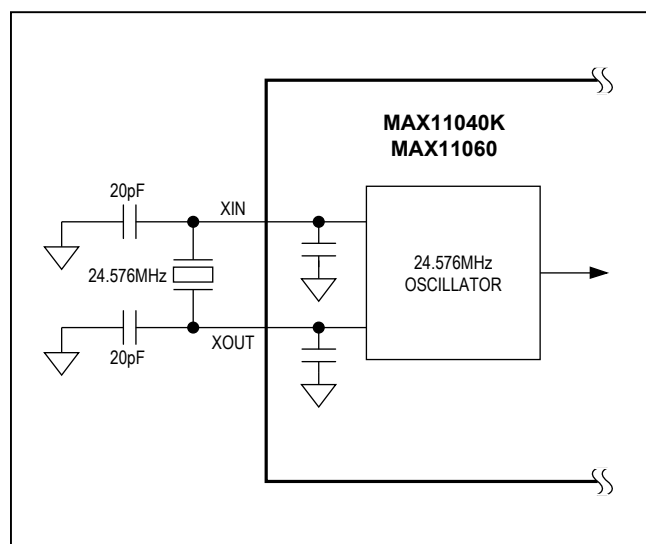 MAX11040K
MAX11060
20pF
XIN
24.576MHz
24.576MHz
OSCILLATOR
XOUT
20pF